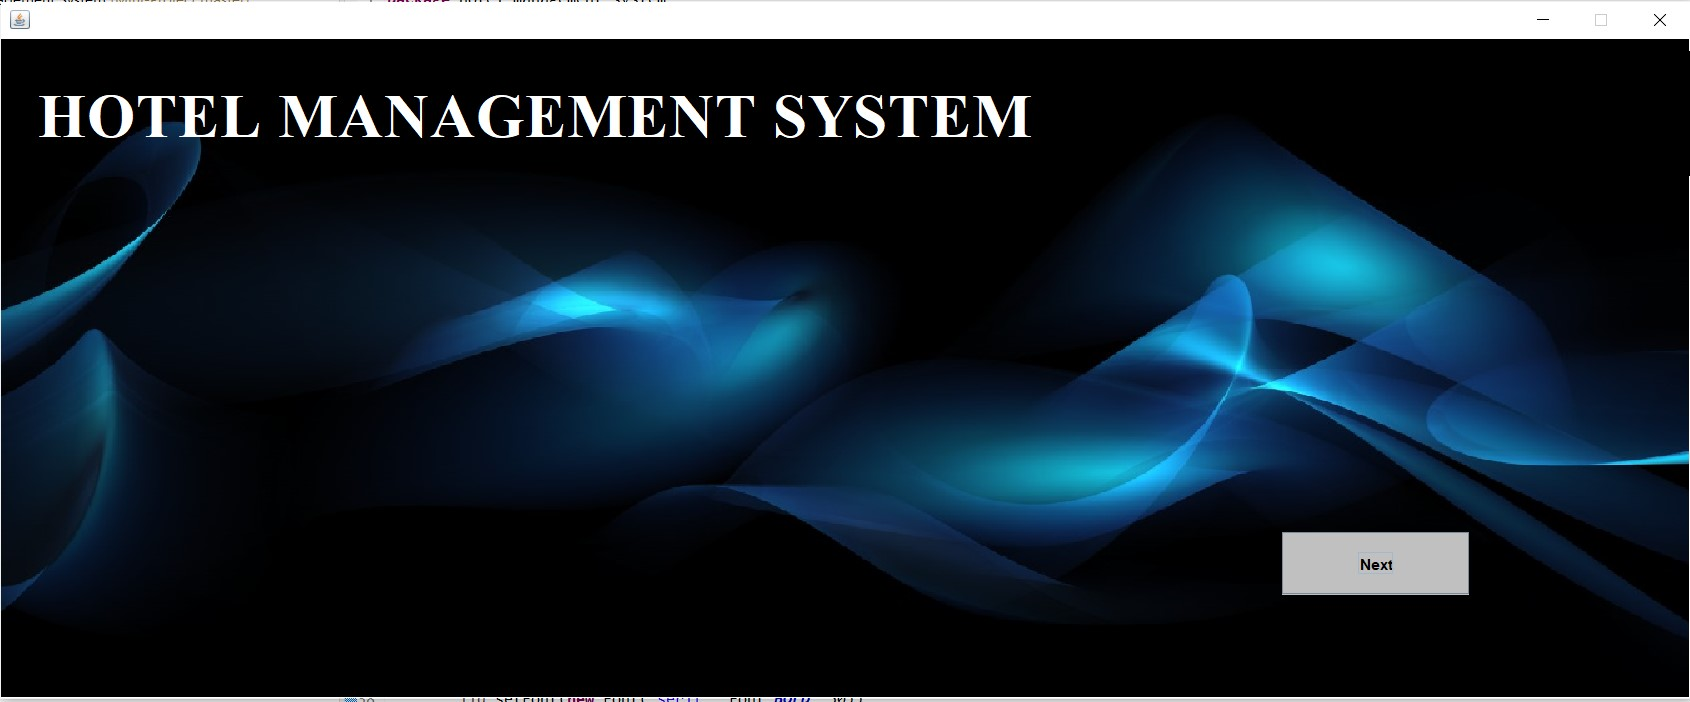 HOTEL MANAGEMENT SYSTEM
Next